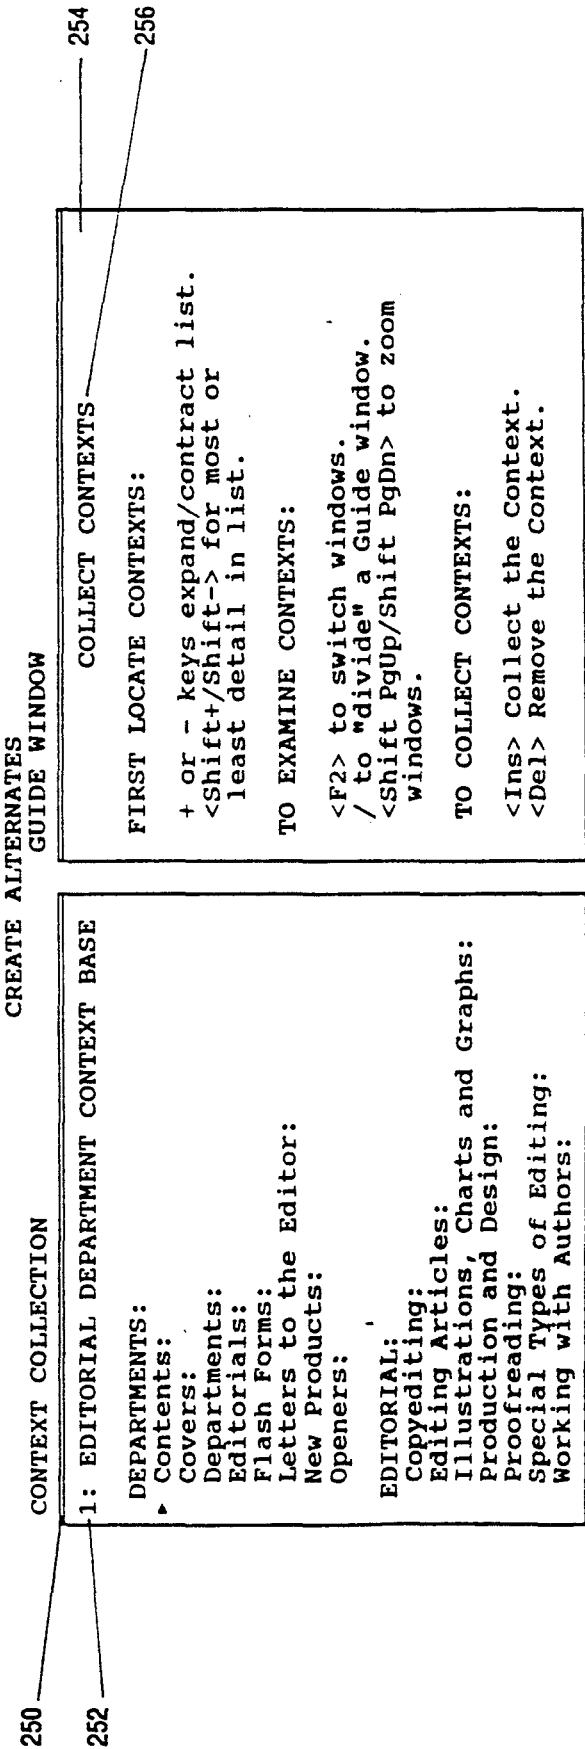 CREATE ALTERNATES
CONTEXT COLLECTION
GUIDE WINDOW
250
252
1: EDITORIAL DEPARTMENT CONTEXT BASE
DEPARTMENTS:
▸ Contents:
Covers:
Departments:
Editorials:
Flash Forms:
Letters to the Editor:
New Products:
Openers:
EDITORIAL:
Copyediting:
Editing Articles:
Illustrations, Charts and Graphs:
Production and Design:
Proofreading:
Special Types of Editing:
Working with Authors:
254
256
COLLECT CONTEXTS
FIRST LOCATE CONTEXTS:
+ or - keys expand/contract list.
<Shift+/Shift-> for most or
least detail in list.
TO EXAMINE CONTEXTS:
<F2> to switch windows.
/ to "divide" a Guide window.
<Shift PgUp/Shift PgDn> to zoom
windows.
TO COLLECT CONTEXTS:
<Ins> Collect the Context.
<Del> Remove the Context.